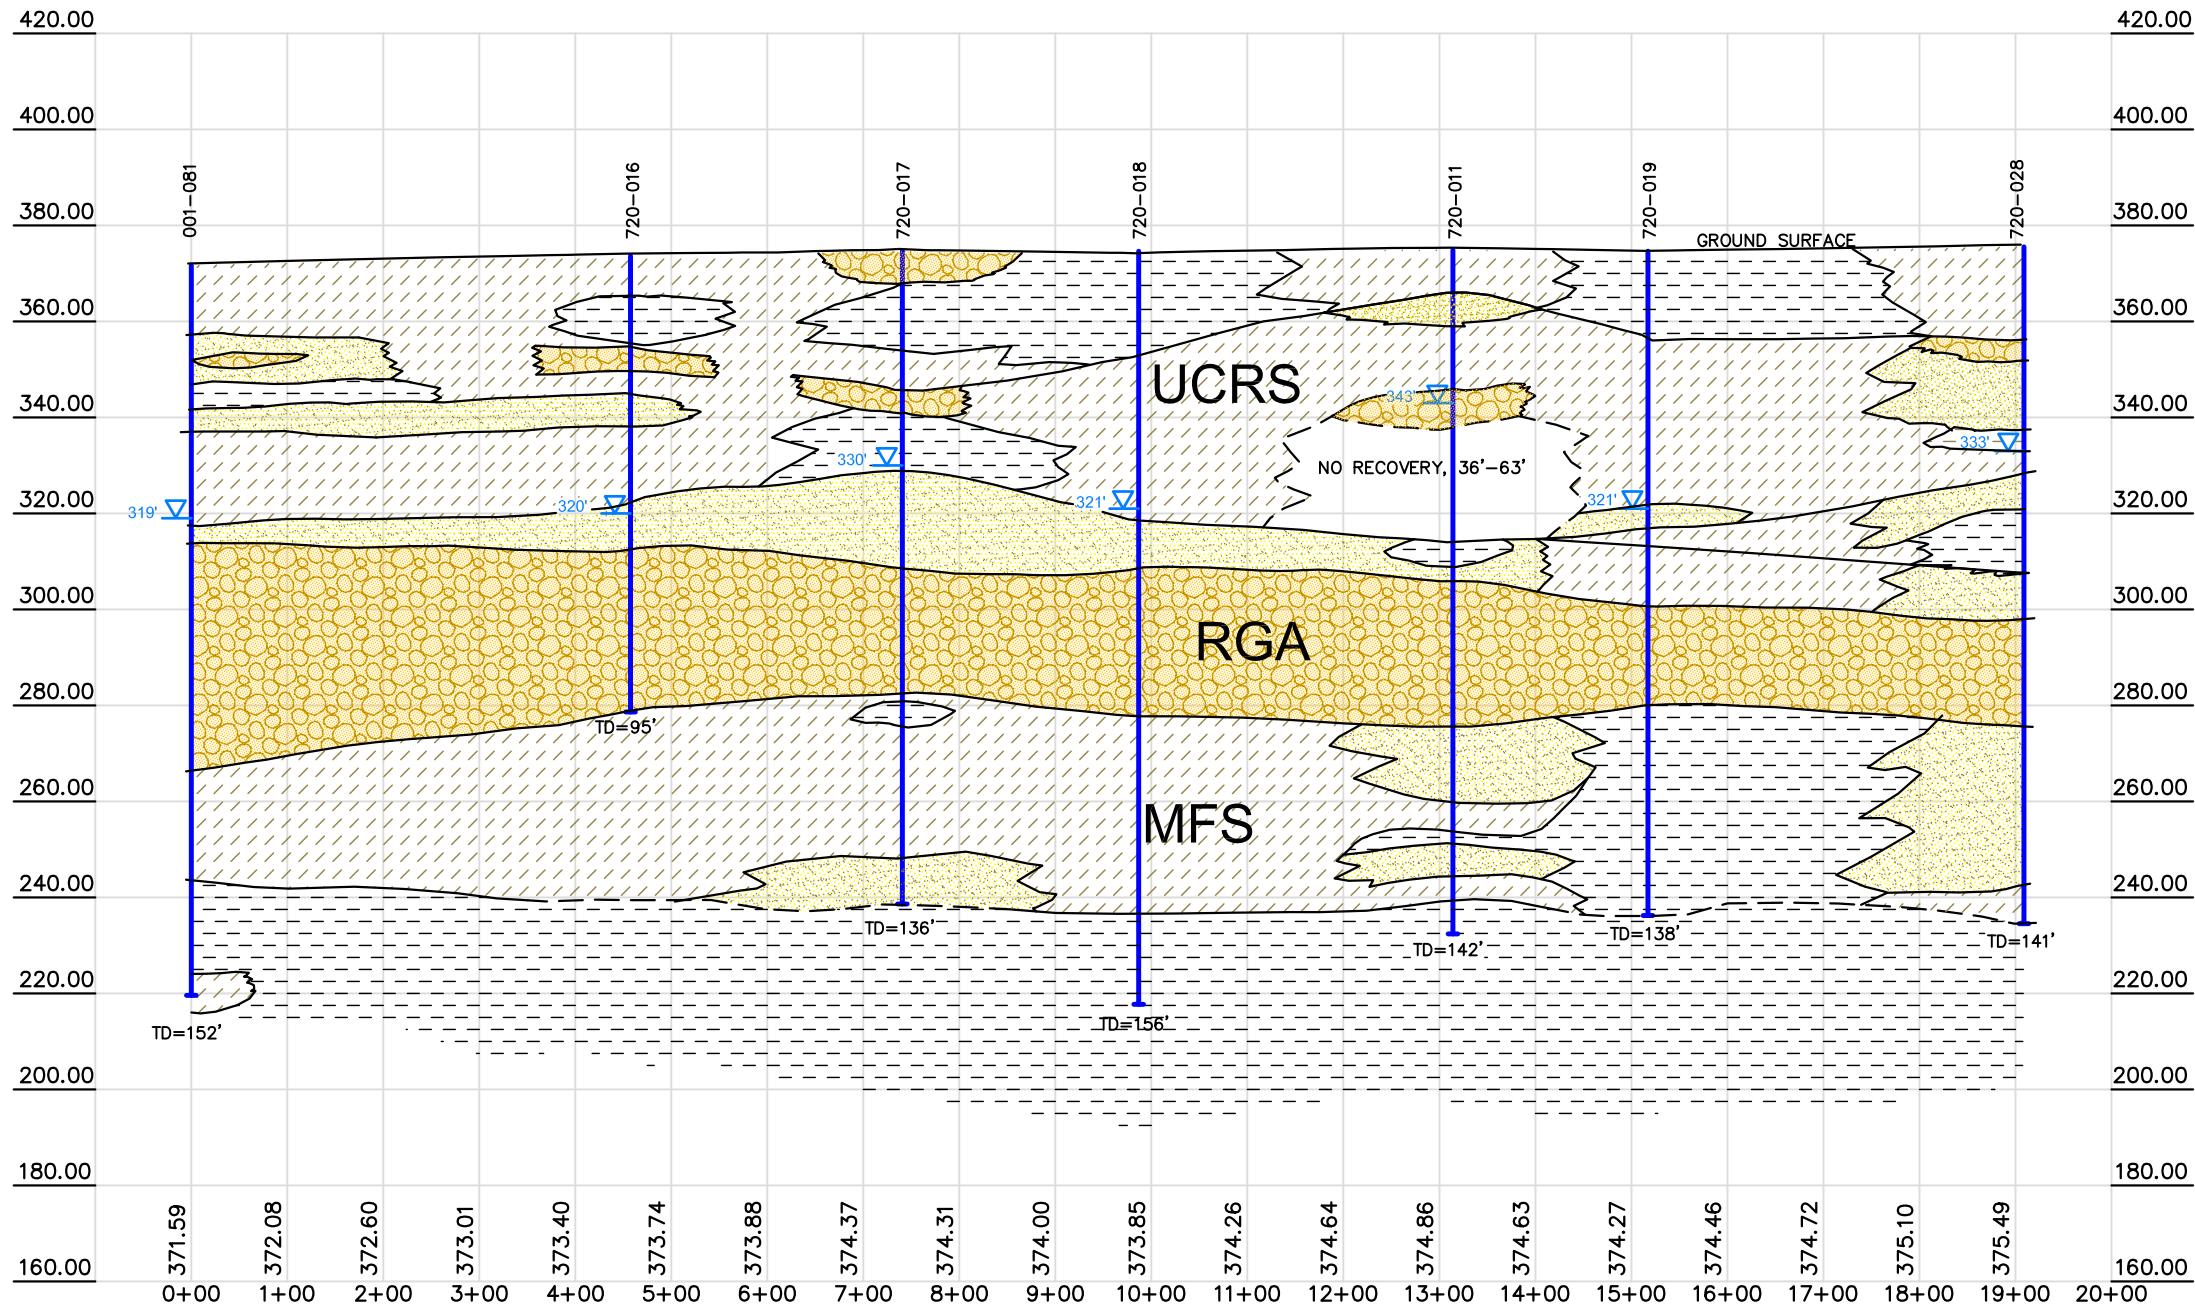 420.00 420.00
400.00 400.00
001-081 720-016 720-017 720-018 720-011 720-019 720-028
380.00 380.00
GROUND SURFACE
360.00 360.00
UCRS
343'
340.00 340.00
330' 333'
NO RECOVERY, 36'-63'
319' 320' 321' 321'
320.00 320.00
300.00 300.00
RGA
280.00 280.00
TD=95'
260.00 260.00
MFS
240.00 240.00
TD=136' TD=142' TD=138' TD=141'
220.00 220.00
TD=152' TD=156'
200.00 200.00
180.00 180.00
371.59 372.08 372.60 373.01 373.40 373.74 373.88 374.37 374.31 374.00 373.85 374.26 374.64 374.86 374.63 374.27 374.46 374.72 375.10 375.49
160.00 160.00
0+00 1+00 2+00 3+00 4+00 5+00 6+00 7+00 8+00 9+00 10+00 11+00 12+00 13+00 14+00 15+00 16+00 17+00 18+00 19+00 20+00